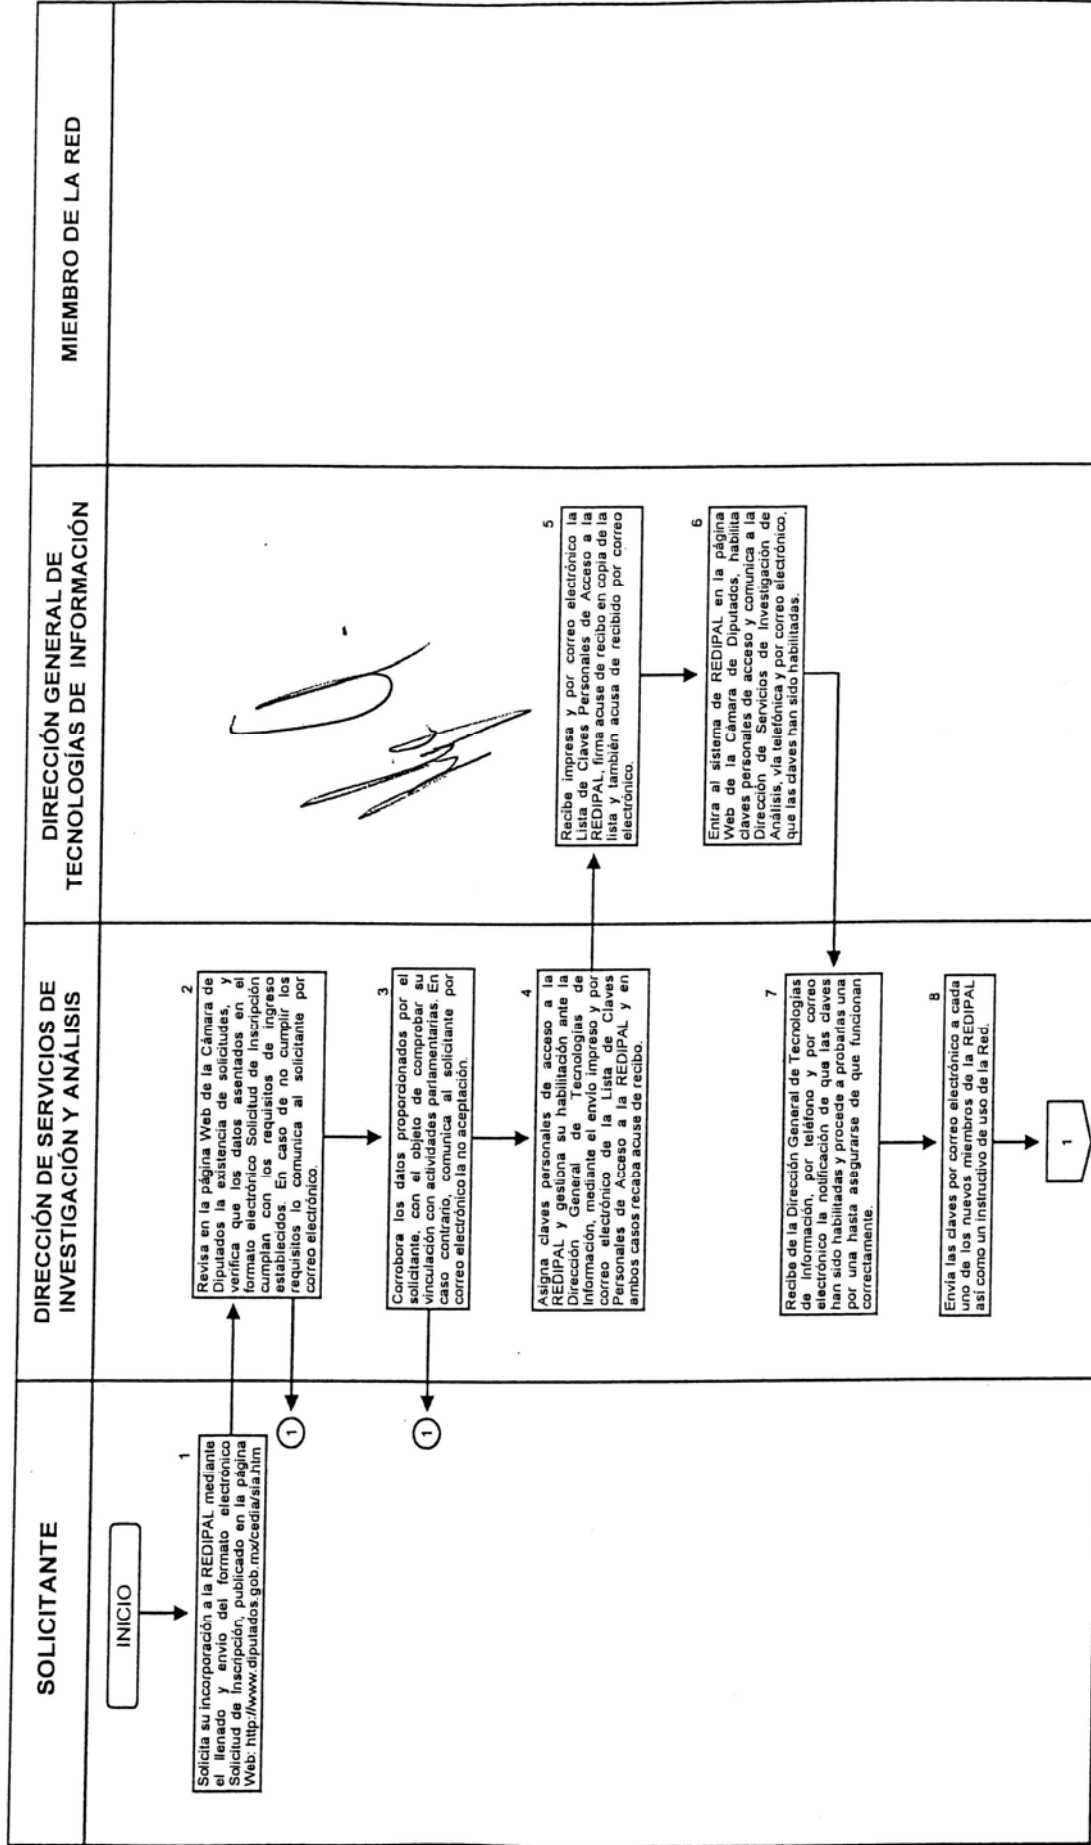 SOLICITANTE
DIRECCIÓN DE SERVICIOS DE
INVESTIGACIÓN Y ANÁLISIS
DIRECCIÓN GENERAL DE
TECNOLOGÍAS DE INFORMACIÓN
MIEMBRO DE LA RED
INICIO
1
Solicita su incorporación a la REDIPAL mediante
el llenado y envío del formato electrónico
Solicitud de Inscripción, publicado en la página
Web: http://www.diputados.gob.mx/cedia/sia.htm
2
Revisa en la página Web de la Cámara de
Diputados la existencia de solicitudes, y
verifica que los datos asentados en el
formato electrónico Solicitud de Inscripción
cumplan con los requisitos de ingreso
establecidos. En caso de no cumplir los
requisitos lo comunica al solicitante por
correo electrónico.
1
3
Corrobora los datos proporcionados por el
solicitante, con el objeto de comprobar su
vinculación con actividades parlamentarias. En
caso contrario, comunica al solicitante por
correo electrónico la no aceptación.
1
4
Asigna claves personales de acceso a la
REDIPAL y gestiona su habilitación ante la
Dirección General de Tecnologías de
Información, mediante el envío impreso y por
correo electrónico de la Lista de Claves
Personales de Acceso a la REDIPAL y en
ambos casos recaba acuse de recibo.
5
Recibe impresa y por correo electrónico la
Lista de Claves Personales de Acceso a la
REDIPAL, firma acuse de recibo en copia de la
lista y también acusa de recibido por correo
electrónico.
6
Entra al sistema de REDIPAL en la página
Web de la Cámara de Diputados, habilita
claves personales de acceso y comunica a la
Dirección de Servicios de Investigación de
Análisis, vía telefónica y por correo electrónico,
que las claves han sido habilitadas.
7
Recibe de la Dirección General de Tecnologías
de Información, por teléfono y por correo
electrónico la notificación de que las claves
han sido habilitadas y procede a probarlas una
por una hasta asegurarse de que funcionan
correctamente.
8
Envía las claves por correo electrónico a cada
uno de los nuevos miembros de la REDIPAL
así como un instructivo de uso de la Red.
1